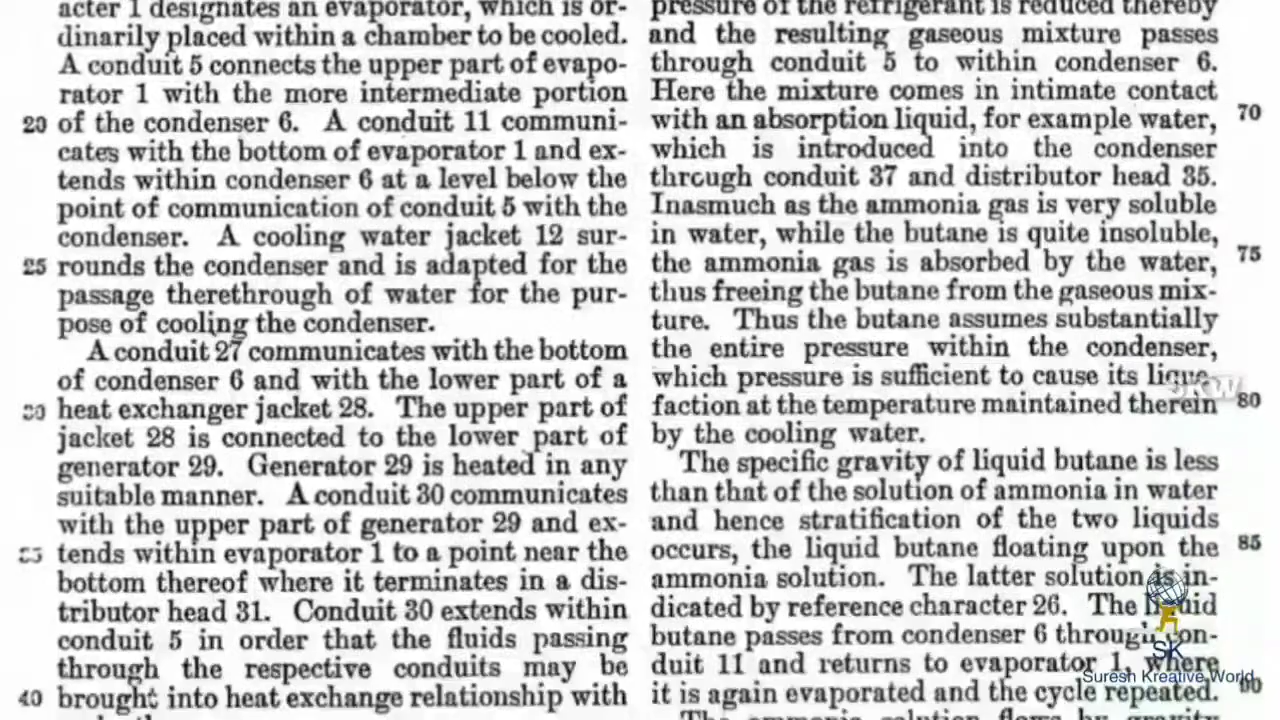 acter 1 designates an evaporator, which is or-
dinarily placed within a chamber to be cooled.
A conduit 5 connects the upper part of evapo-
rator 1 with the more intermediate portion
20 of the condenser 6. A conduit 11 communi-
cates with the bottom of evaporator 1 and ex-
tends within condenser 6 at a level below the
point of communication of conduit 5 with the
condenser. A cooling water jacket 12 sur-
25 rounds the condenser and is adapted for the
passage therethrough of water for the pur-
pose of cooling the condenser.
A conduit 27 communicates with the bottom
of condenser 6 and with the lower part of a
30 heat exchanger jacket 28. The upper part of
jacket 28 is connected to the lower part of
generator 29. Generator 29 is heated in any
suitable manner. A conduit 30 communicates
with the upper part of generator 29 and ex-
35 tends within evaporator 1 to a point near the
bottom thereof where it terminates in a dis-
tributor head 31. Conduit 30 extends within
conduit 5 in order that the fluids passing
through the respective conduits may be
40 brought into heat exchange relationship with
pressure of the refrigerant is reduced thereby
and the resulting gaseous mixture passes
through conduit 5 to within condenser 6.
Here the mixture comes in intimate contact
with an absorption liquid, for example water, 70
which is introduced into the condenser
through conduit 37 and distributor head 35.
Inasmuch as the ammonia gas is very soluble
in water, while the butane is quite insoluble,
the ammonia gas is absorbed by the water, 75
thus freeing the butane from the gaseous mix-
ture. Thus the butane assumes substantially
the entire pressure within the condenser,
which pressure is sufficient to cause its lique-
faction at the temperature maintained therein 80
by the cooling water.
The specific gravity of liquid butane is less
than that of the solution of ammonia in water
and hence stratification of the two liquids
occurs, the liquid butane floating upon the 85
ammonia solution. The latter solution is in-
dicated by reference character 26. The liquid
butane passes from condenser 6 through con-
duit 11 and returns to evaporator 1, where
it is again evaporated and the cycle repeated. 90
The ammonia solution flows by gravity
SKW
SK
Suresh Kreative World